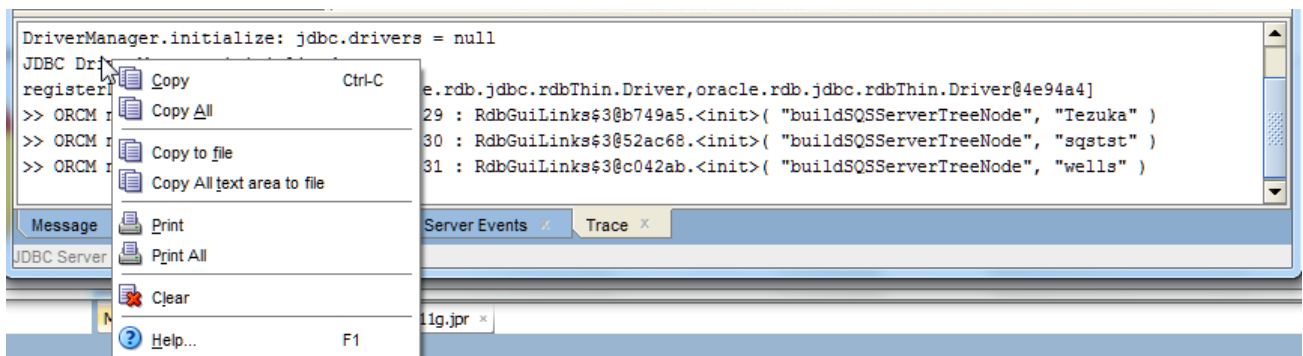 DriverManager.initialize: jdbc.drivers = null
JDBC
register e.rdb.jdbc.rdbThin.Driver,oracle.rdb.jdbc.rdbThin.Driver@4e94a4]
>> ORCM 29 : RdbGuiLinks$3@b749a5.<init>( "buildSQSServerTreeNode", "Tezuka" )
>> ORCM 30 : RdbGuiLinks$3@52ac68.<init>( "buildSQSServerTreeNode", "sqstst" )
>> ORCM 31 : RdbGuiLinks$3@c042ab.<init>( "buildSQSServerTreeNode", "wells" )
Copy Ctrl-C
Copy All
Copy to file
Copy All text area to file
Print
Print All
Clear
Help... F1
Message Server Events x Trace x
JDBC Server
11g.jpr x